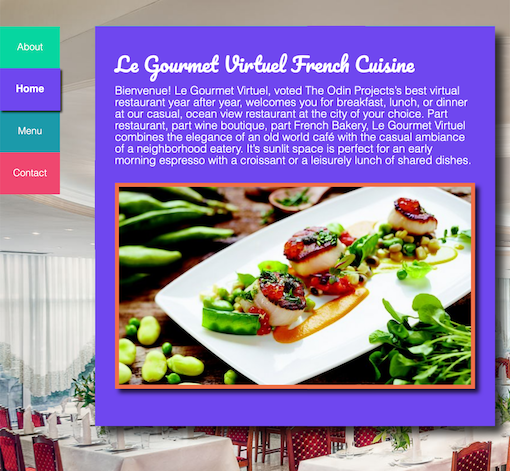 About
Home
Menu
Contact
Le Gourmet Virtuel French Cuisine
Bienvenue! Le Gourmet Virtuel, voted The Odin Projects's best virtual
restaurant year after year, welcomes you for breakfast, lunch, or dinner
at our casual, ocean view restaurant at the city of your choice. Part
restaurant, part wine boutique, part French Bakery, Le Gourmet Virtuel
combines the elegance of an old world café with the casual ambiance
of a neighborhood eatery. It's sunlit space is perfect for an early
morning espresso with a croissant or a leisurely lunch of shared dishes.